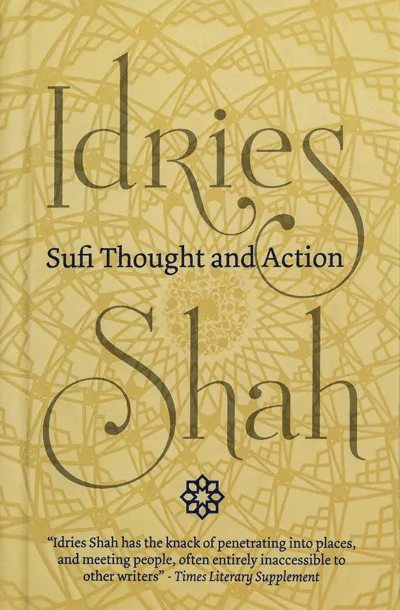 Idries
Sufi Thought and Action
Shah
“Idries Shah has the knack of penetrating into places,
and meeting people, often entirely inaccessible to
other writers” - Times Literary Supplement